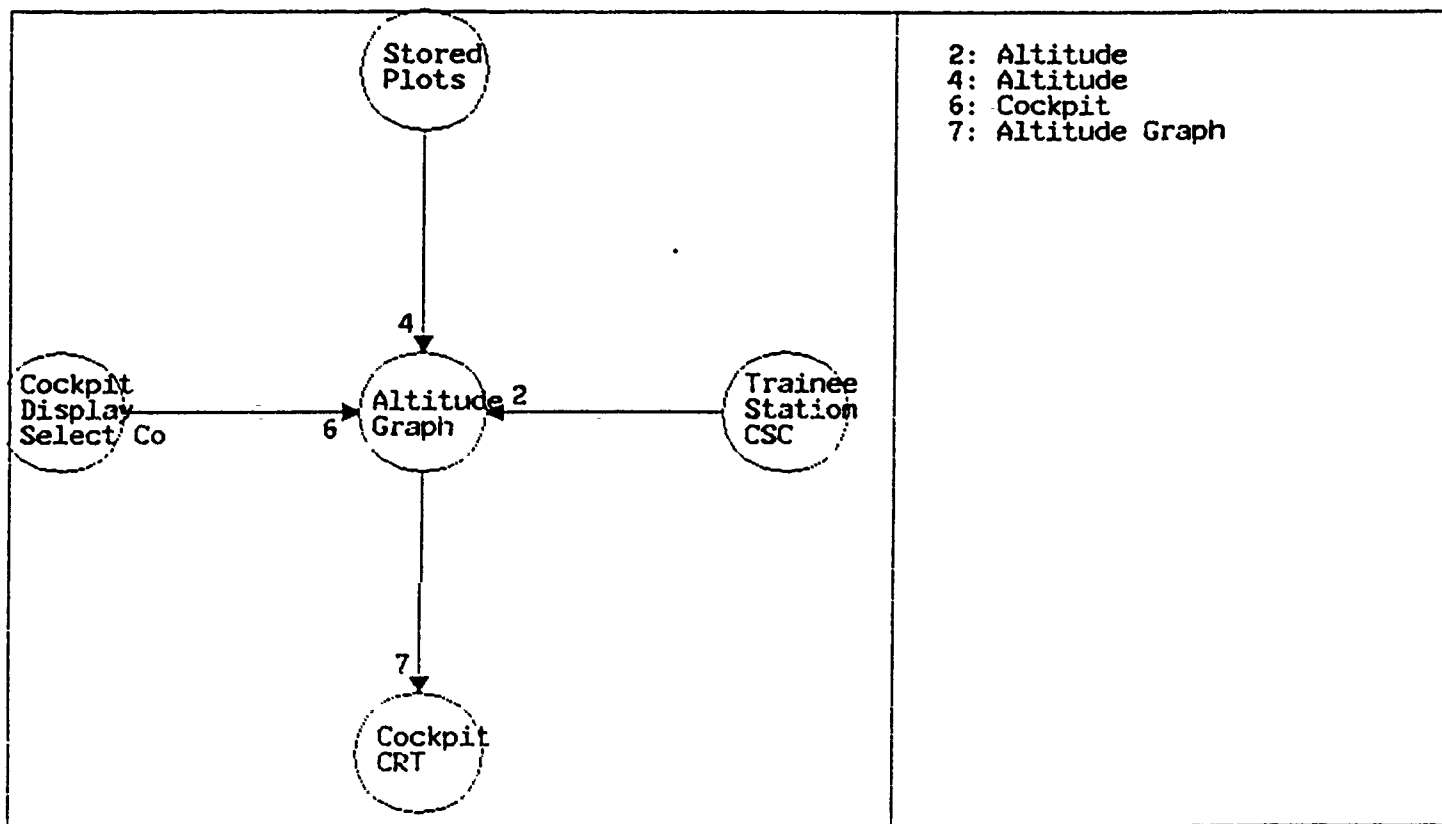 Stored
Plots
4
Cockpit
Display
Select Co
6
Altitude
Graph
2
Trainee
Station
CSC
7
Cockpit
CRT
2: Altitude
4: Altitude
6: Cockpit
7: Altitude Graph